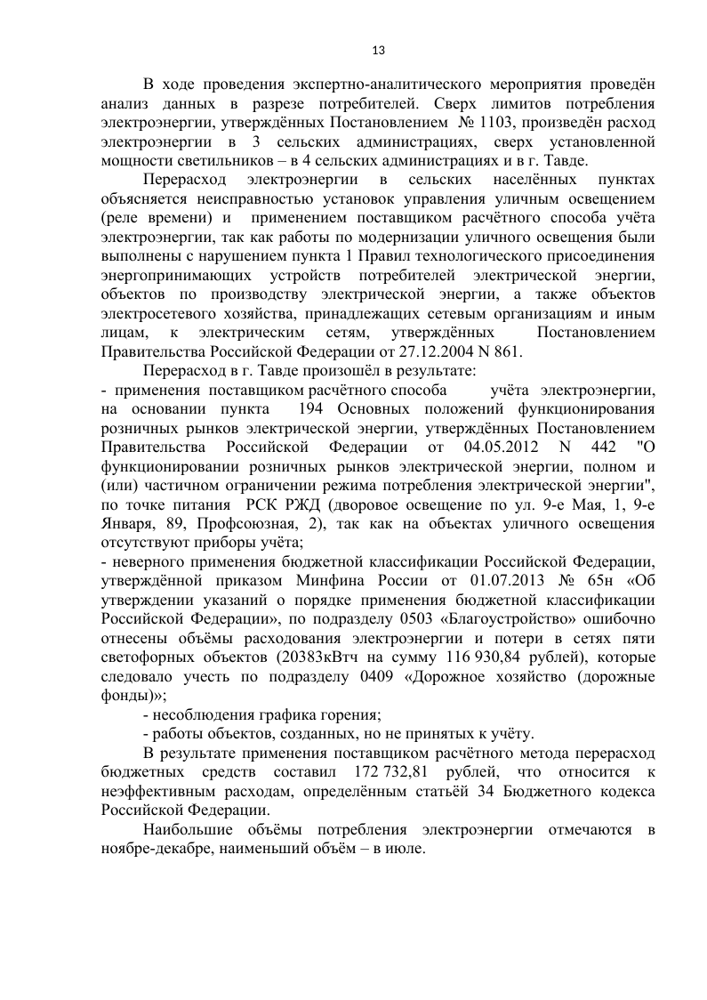 13
В ходе проведения экспертно-аналитического мероприятия проведён
анализ данных в разрезе потребителей. Сверх лимитов потребления
электроэнергии, утверждённых Постановлением № 1103, произведён расход
электроэнергии в 3 сельских администрациях, сверх установленной
мощности светильников – в 4 сельских администрациях и в г. Тавде.
Перерасход электроэнергии в сельских населённых пунктах
объясняется неисправностью установок управления уличным освещением
(реле времени) и применением поставщиком расчётного способа учёта
электроэнергии, так как работы по модернизации уличного освещения были
выполнены с нарушением пункта 1 Правил технологического присоединения
энергопринимающих устройств потребителей электрической энергии,
объектов по производству электрической энергии, а также объектов
электросетевого хозяйства, принадлежащих сетевым организациям и иным
лицам, к электрическим сетям, утверждённых Постановлением
Правительства Российской Федерации от 27.12.2004 N 861.
Перерасход в г. Тавде произошёл в результате:
- применения поставщиком расчётного способа учёта электроэнергии,
на основании пункта 194 Основных положений функционирования
розничных рынков электрической энергии, утверждённых Постановлением
Правительства Российской Федерации от 04.05.2012 N 442 "О
функционировании розничных рынков электрической энергии, полном и
(или) частичном ограничении режима потребления электрической энергии",
по точке питания РСК РЖД (дворовое освещение по ул. 9-е Мая, 1, 9-е
Января, 89, Профсоюзная, 2), так как на объектах уличного освещения
отсутствуют приборы учёта;
- неверного применения бюджетной классификации Российской Федерации,
утверждённой приказом Минфина России от 01.07.2013 № 65н «Об
утверждении указаний о порядке применения бюджетной классификации
Российской Федерации», по подразделу 0503 «Благоустройство» ошибочно
отнесены объёмы расходования электроэнергии и потери в сетях пяти
светофорных объектов (20383кВтч на сумму 116 930,84 рублей), которые
следовало учесть по подразделу 0409 «Дорожное хозяйство (дорожные
фонды)»;
- несоблюдения графика горения;
- работы объектов, созданных, но не принятых к учёту.
В результате применения поставщиком расчётного метода перерасход
бюджетных средств составил 172 732,81 рублей, что относится к
неэффективным расходам, определённым статьёй 34 Бюджетного кодекса
Российской Федерации.
Наибольшие объёмы потребления электроэнергии отмечаются в
ноябре-декабре, наименьший объём – в июле.